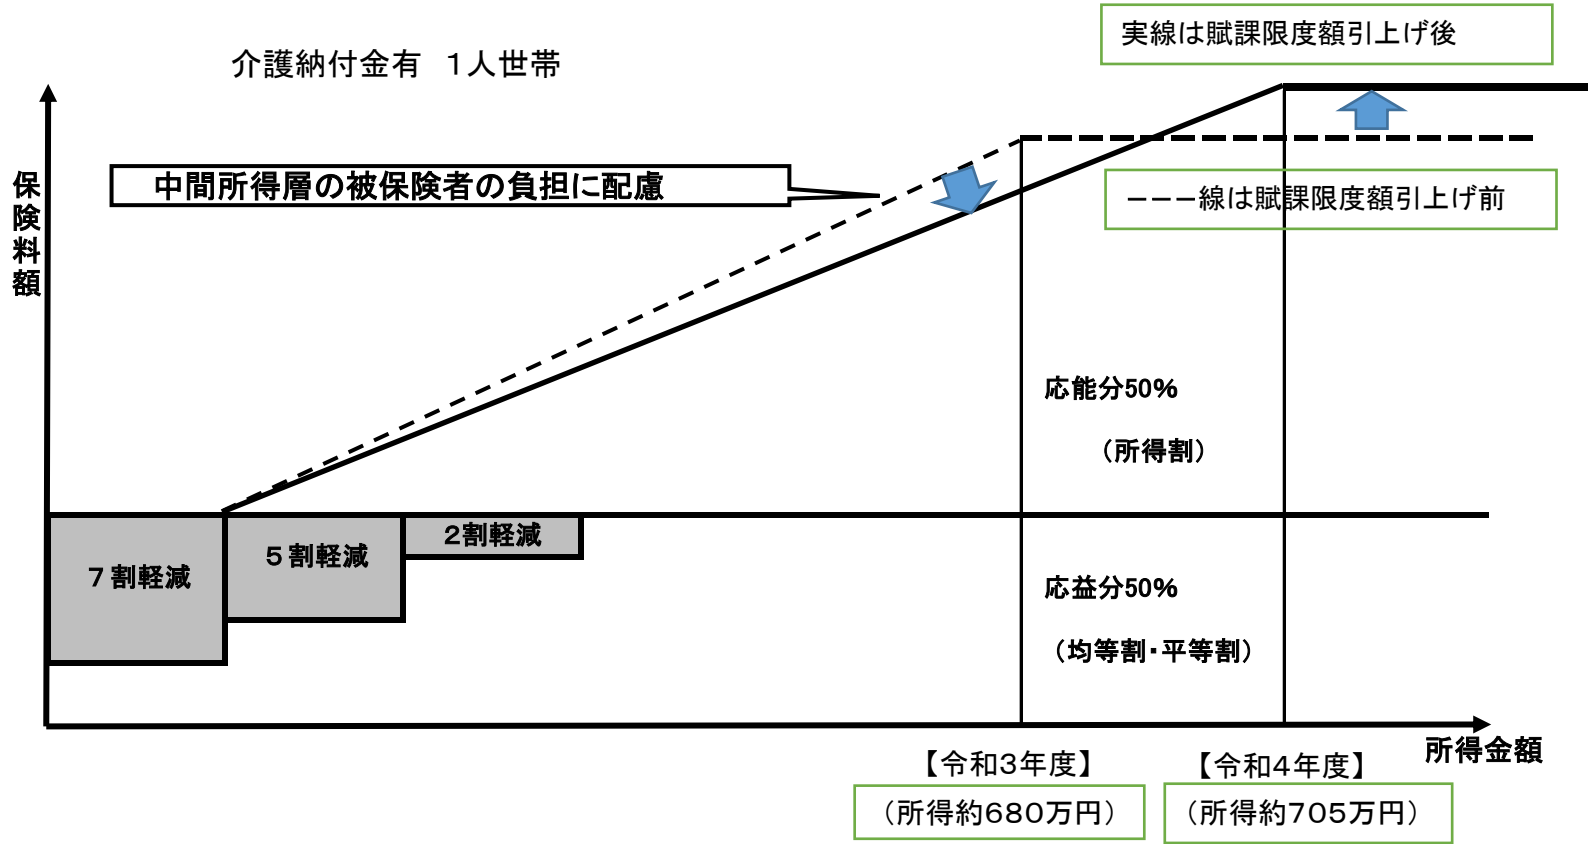 実線は賦課限度額引上げ後
介護納付金有　１人世帯
中間所得層の被保険者の負担に配慮
保険料額
−−−線は賦課限度額引上げ前
応能分50%
（所得割）
７割軽減
５割軽減
２割軽減
応益分50%
（均等割・平等割）
所得金額
【令和３年度】
【令和４年度】
（所得約６８０万円）
（所得約７０５万円）